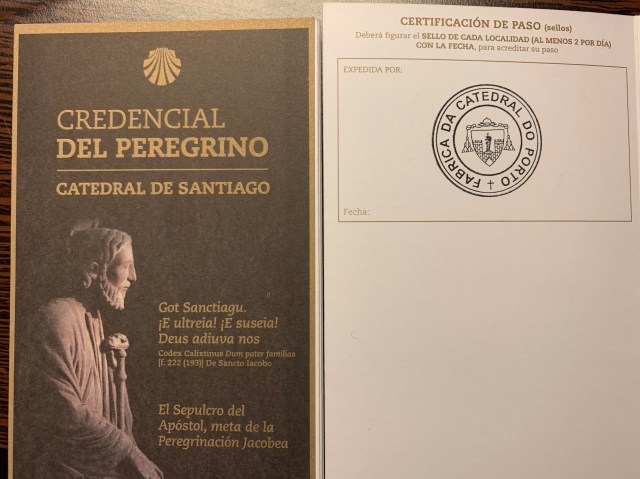 CREDENCIAL
DEL PEREGRINO
CATEDRAL DE SANTIAGO
Got Sanctiagu.
¡E ultreia! ¡E suseia!
Deus adiuva nos
Codex Calixtinus Dum pater familias
[f. 222 (193)] De Sancto Iacobo
El Sepulcro del
Apóstol, meta de la
Peregrinación Jacobea
CERTIFICACIÓN DE PASO (sellos)
Deberá figurar el SELLO DE CADA LOCALIDAD (AL MENOS 2 POR DÍA)
CON LA FECHA, para acreditar su paso
EXPEDIDA POR:
FABRICA DA CATEDRAL DO PORTO
Fecha: